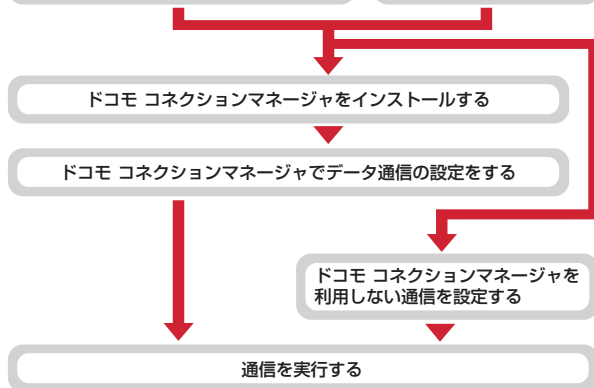 ドコモ コネクションマネージャをインストールする
ドコモ コネクションマネージャでデータ通信の設定をする
ドコモ コネクションマネージャを
利用しない通信を設定する
通信を実行する